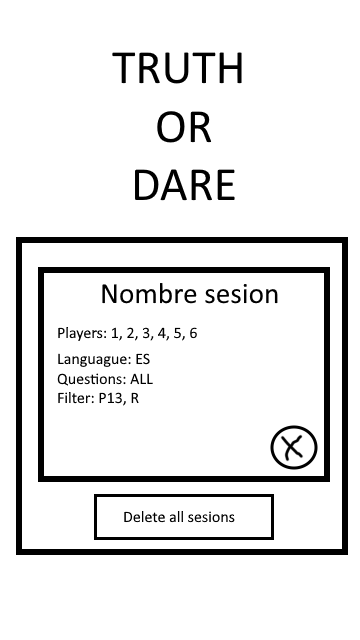 TRUTH
OR
DARE
Nombre sesion
Players: 1, 2, 3, 4, 5, 6
Languague: ES
Questions: ALL
Filter: P13, R
X
Delete all sesions